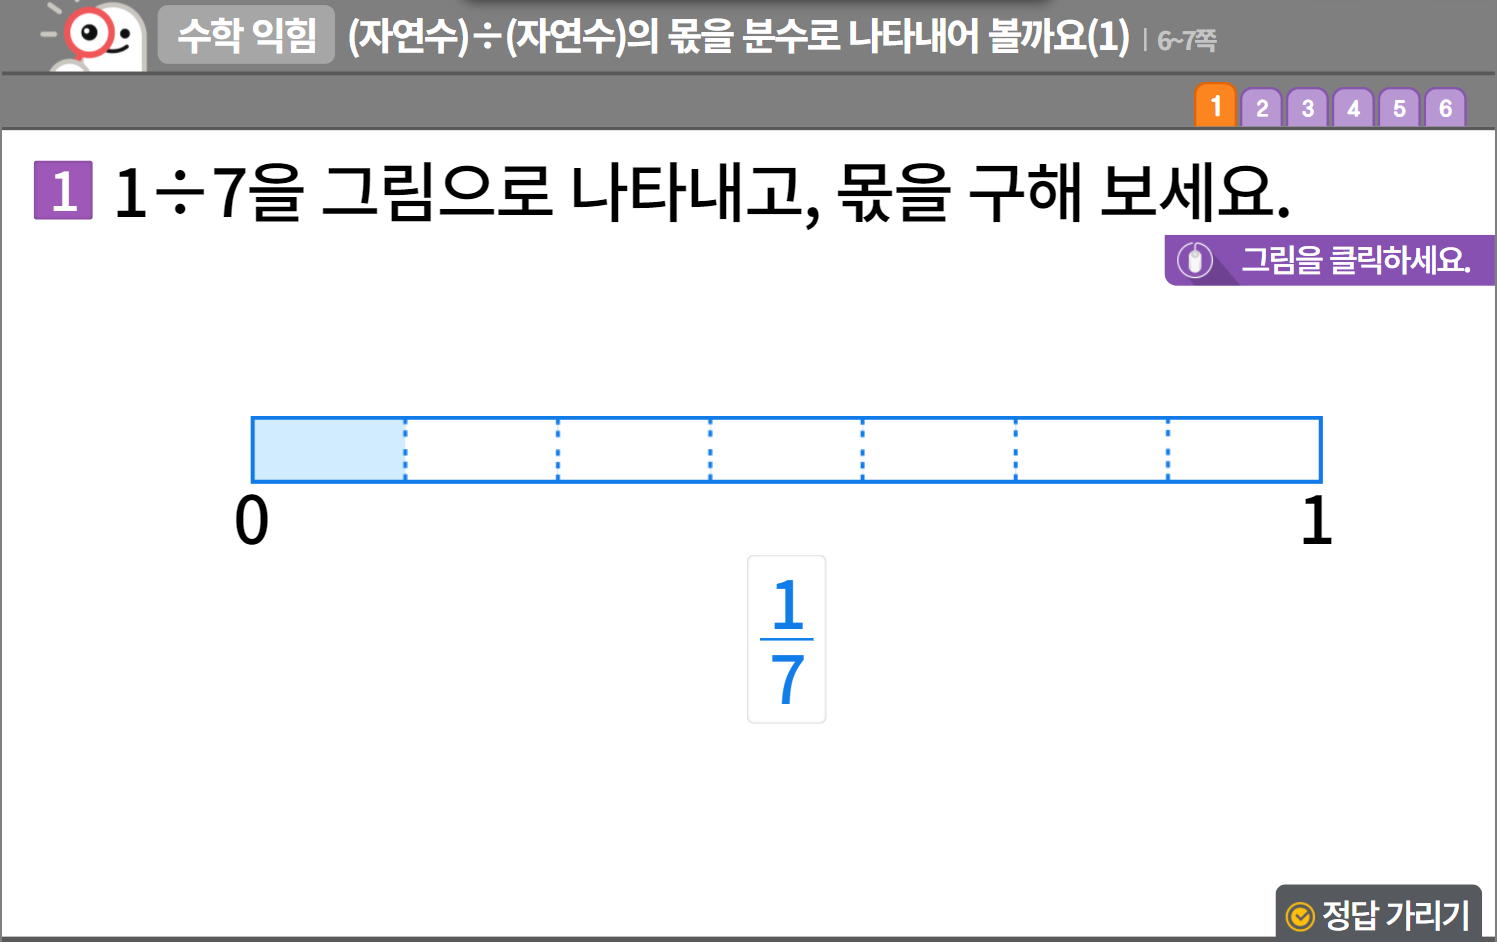 수학 익힘 (자연수)÷(자연수)의 몫을 분수로 나타내어 볼까요(1) | 6~7쪽
1 2 3 4 5 6
1 1÷7을 그림으로 나타내고, 몫을 구해 보세요.
그림을 클릭하세요.
0 1
1
7
정답 가리기